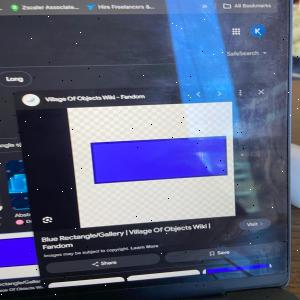 Zscaler Associate...
Hire Freelancers &...
All Bookmarks
K
SafeSearch
Long
Village Of Objects Wiki - Fandom
Blue Rectangle/Gallery | Village Of Objects Wiki |
Fandom
Visit
Images may be subject to copyright. Learn More
Share
Save